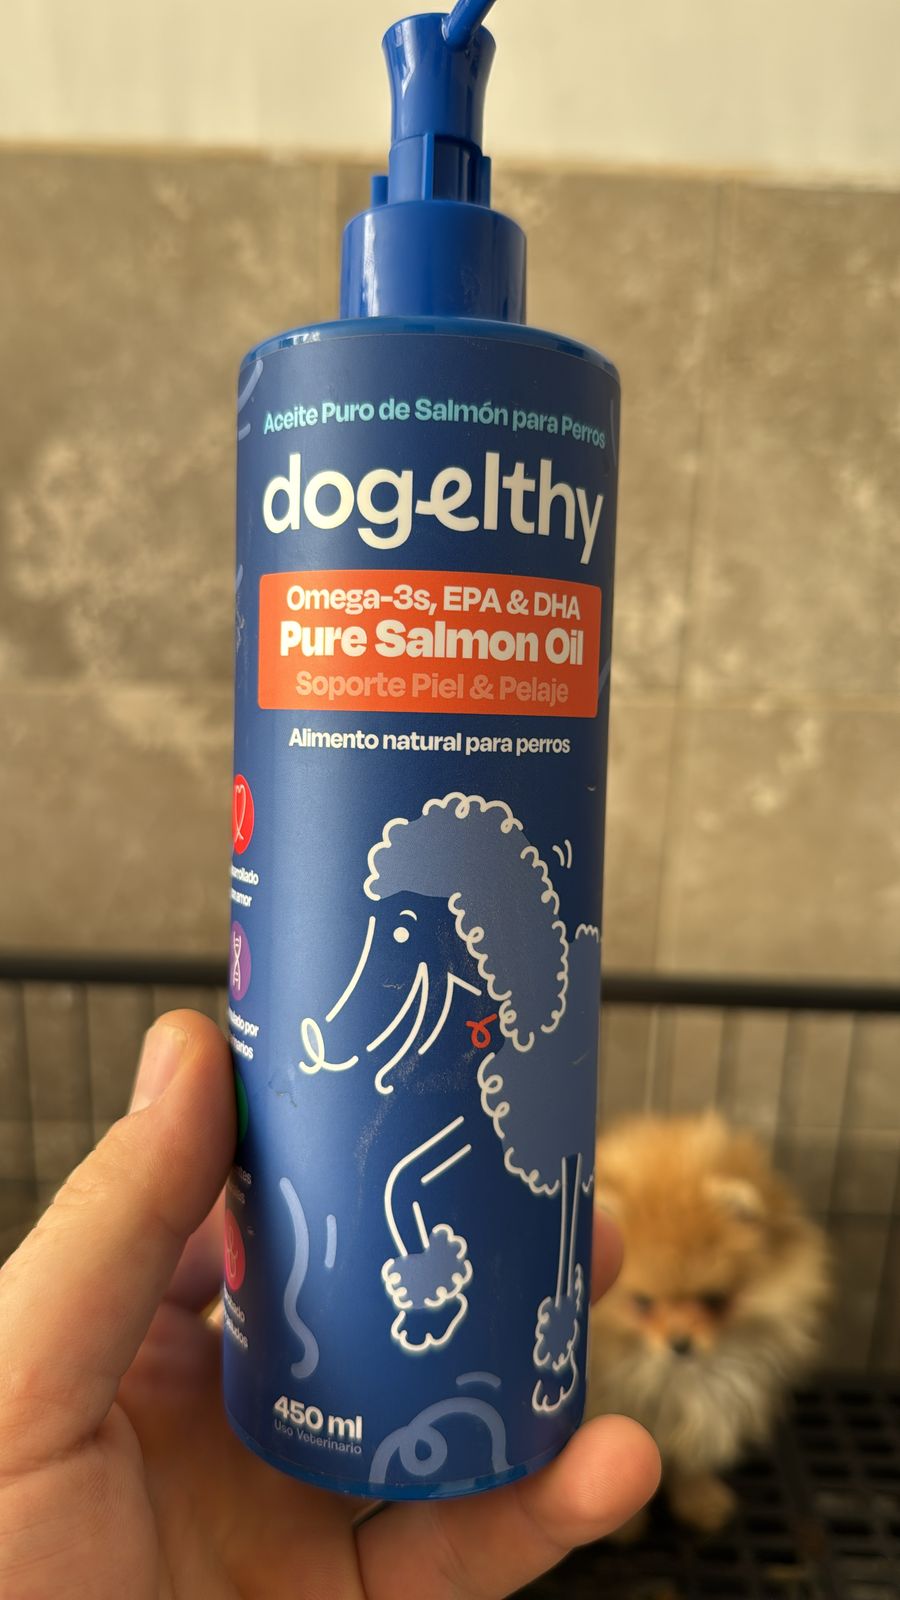 Aceite Puro de Salmón para Perros
dogelthy
Omega-3s, EPA & DHA
Pure Salmon Oil
Soporte Piel & Pelaje
Alimento natural para perros
450 ml
Uso Veterinario